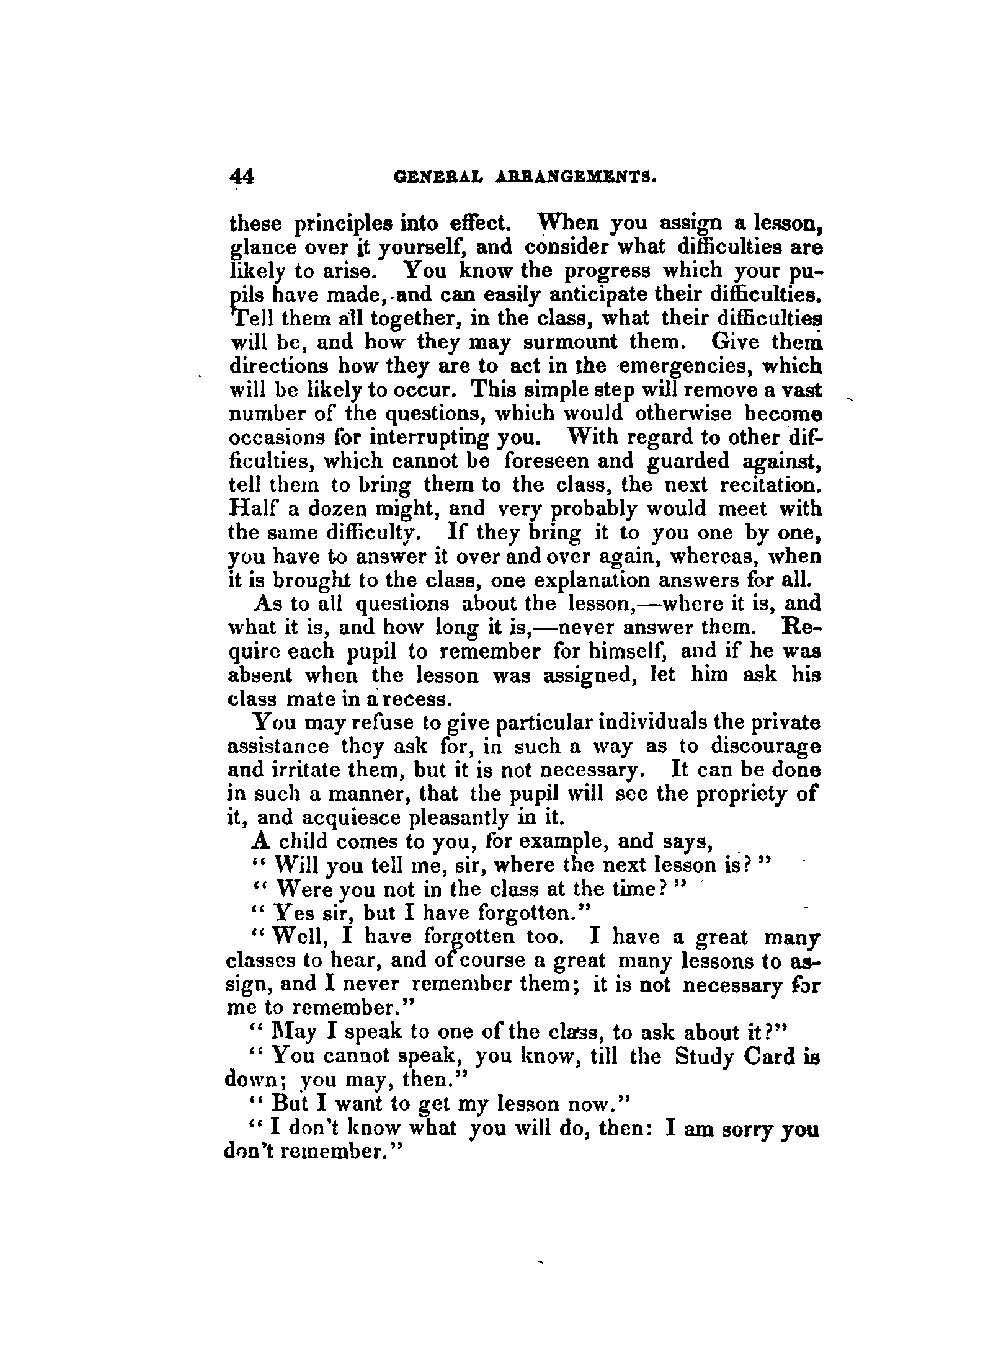 44 GENERAL ARRANGEMENTS.
these principles into effect. When you assign a lesson,
glance over it yourself, and consider what difficulties are
likely to arise. You know the progress which your pu-
pils have made, and can easily anticipate their difficulties.
Tell them all together, in the class, what their difficulties
will be, and how they may surmount them. Give them
directions how they are to act in the emergencies, which
will be likely to occur. This simple step will remove a vast
number of the questions, which would otherwise become
occasions for interrupting you. With regard to other dif-
ficulties, which cannot be foreseen and guarded against,
tell them to bring them to the class, the next recitation.
Half a dozen might, and very probably would meet with
the same difficulty. If they bring it to you one by one,
you have to answer it over and over again, whereas, when
it is brought to the class, one explanation answers for all.
As to all questions about the lesson,—where it is, and
what it is, and how long it is,—never answer them. Re-
quire each pupil to remember for himself, and if he was
absent when the lesson was assigned, let him ask his
class mate in a recess.
You may refuse to give particular individuals the private
assistance they ask for, in such a way as to discourage
and irritate them, but it is not necessary. It can be done
in such a manner, that the pupil will see the propriety of
it, and acquiesce pleasantly in it.
A child comes to you, for example, and says,
" Will you tell me, sir, where the next lesson is? "
" Were you not in the class at the time? "
" Yes sir, but I have forgotten."
" Well, I have forgotten too. I have a great many
classes to hear, and of course a great many lessons to as-
sign, and I never remember them; it is not necessary for
me to remember."
" May I speak to one of the class, to ask about it?"
" You cannot speak, you know, till the Study Card is
down; you may, then."
" But I want to get my lesson now."
" I don't know what you will do, then: I am sorry you
don't remember."